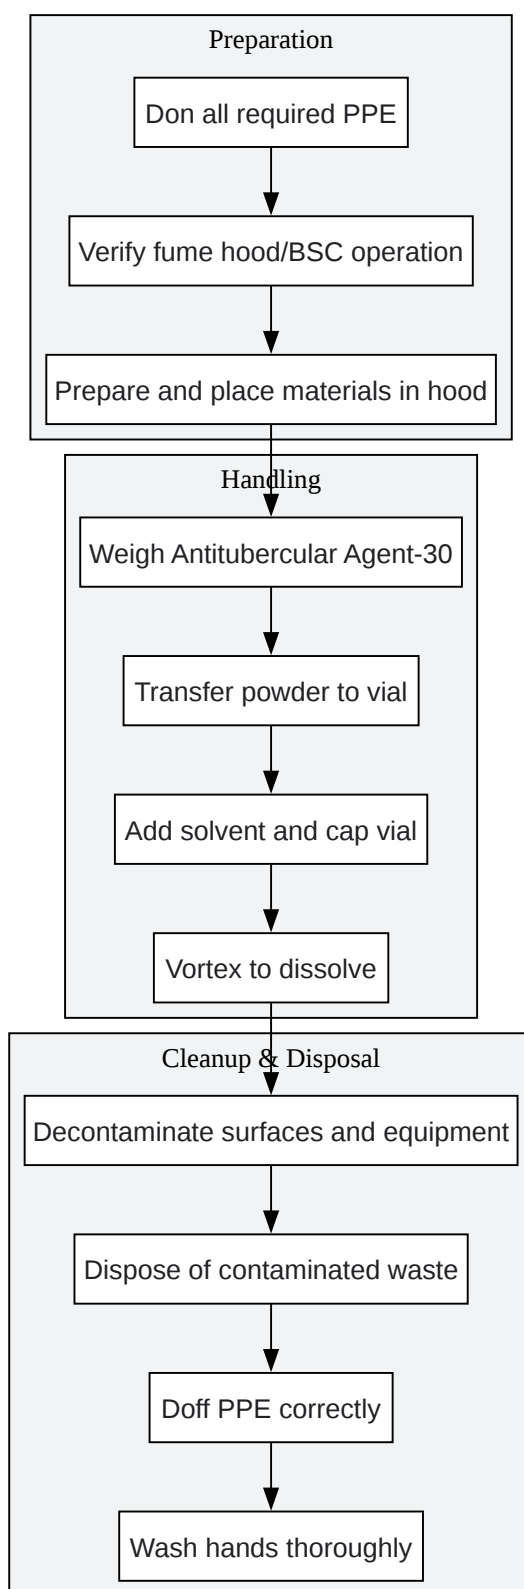 Preparation
Don all required PPE
Verify fume hood/BSC operation
Prepare and place materials in hood
Handling
Weigh Antitubercular Agent-30
Transfer powder to vial
Add solvent and cap vial
Vortex to dissolve
Cleanup & Disposal
Decontaminate surfaces and equipment
Dispose of contaminated waste
Doff PPE correctly
Wash hands thoroughly